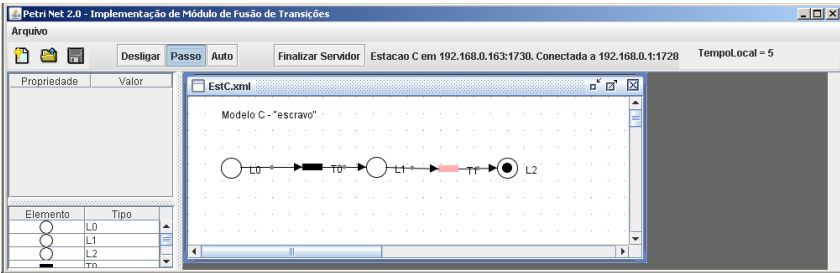 Petri Net 2.0 - Implementação de Módulo de Fusão de Transições
Arquivo
Desligar Passo Auto Finalizar Servidor Estacao C em 192.168.0.163:1730. Conectada a 192.168.0.1:1728 TempoLocal = 5
Propriedade Valor
EstC.xml
Modelo C - "escravo"
L0 T0 L1 T1 L2
Elemento Tipo
L0
L1
L2
T0